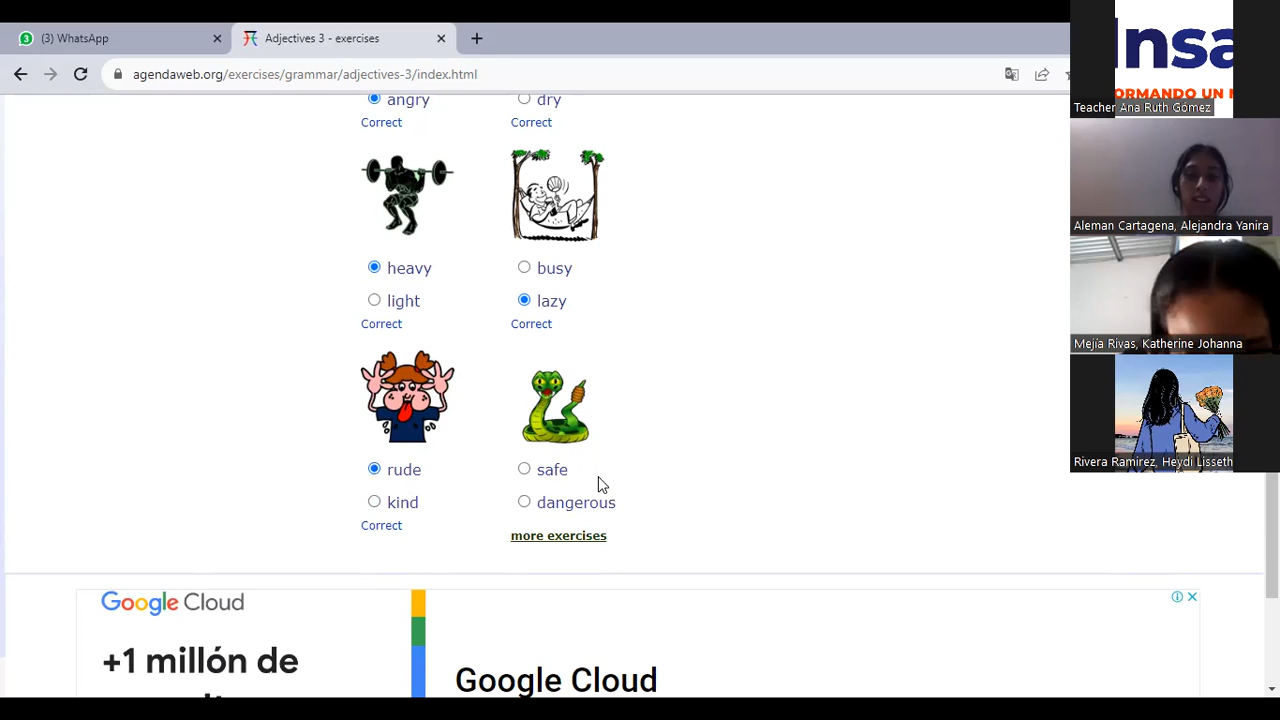 (3) WhatsApp
Adjectives 3 - exercises
agendaweb.org/exercises/grammar/adjectives-3/index.html
angry
dry
Correct
Correct
heavy
busy
light
lazy
Correct
Correct
rude
safe
kind
dangerous
Correct
more exercises
Google Cloud
+1 millón de
Google Cloud
Insa
ORMANDO UN
Teacher Ana Ruth Gómez
Aleman Cartagena, Alejandra Yanira
Mejía Rivas, Katherine Johanna
Rivera Ramirez, Heydi Lisseth